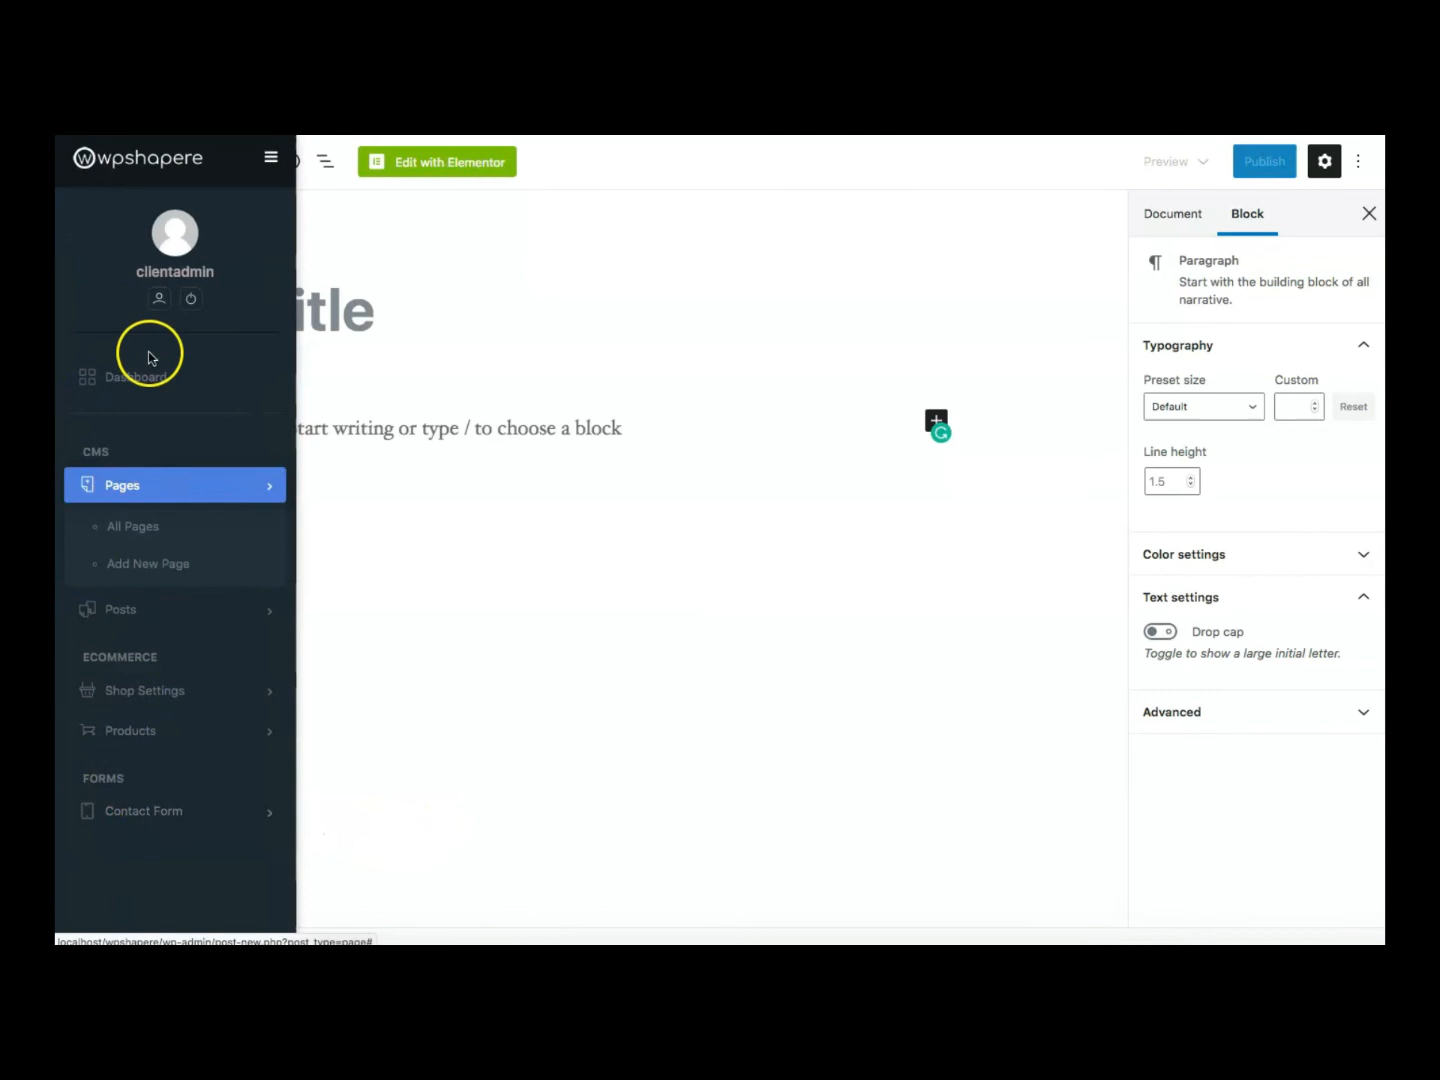 wpshapere
clientadmin
Dashboard
CMS
Pages
All Pages
Add New Page
Posts
ECOMMERCE
Shop Settings
Products
FORMS
Contact Form
localhost/wpshapere/wp-admin/post-new.php?post_type=page#
Edit with Elementor
itle
tart writing or type / to choose a block
Preview
Publish
Document
Block
Paragraph
Start with the building block of all
narrative.
Typography
Preset size
Custom
Default
Reset
Line height
1.5
Color settings
Text settings
Drop cap
Toggle to show a large initial letter.
Advanced